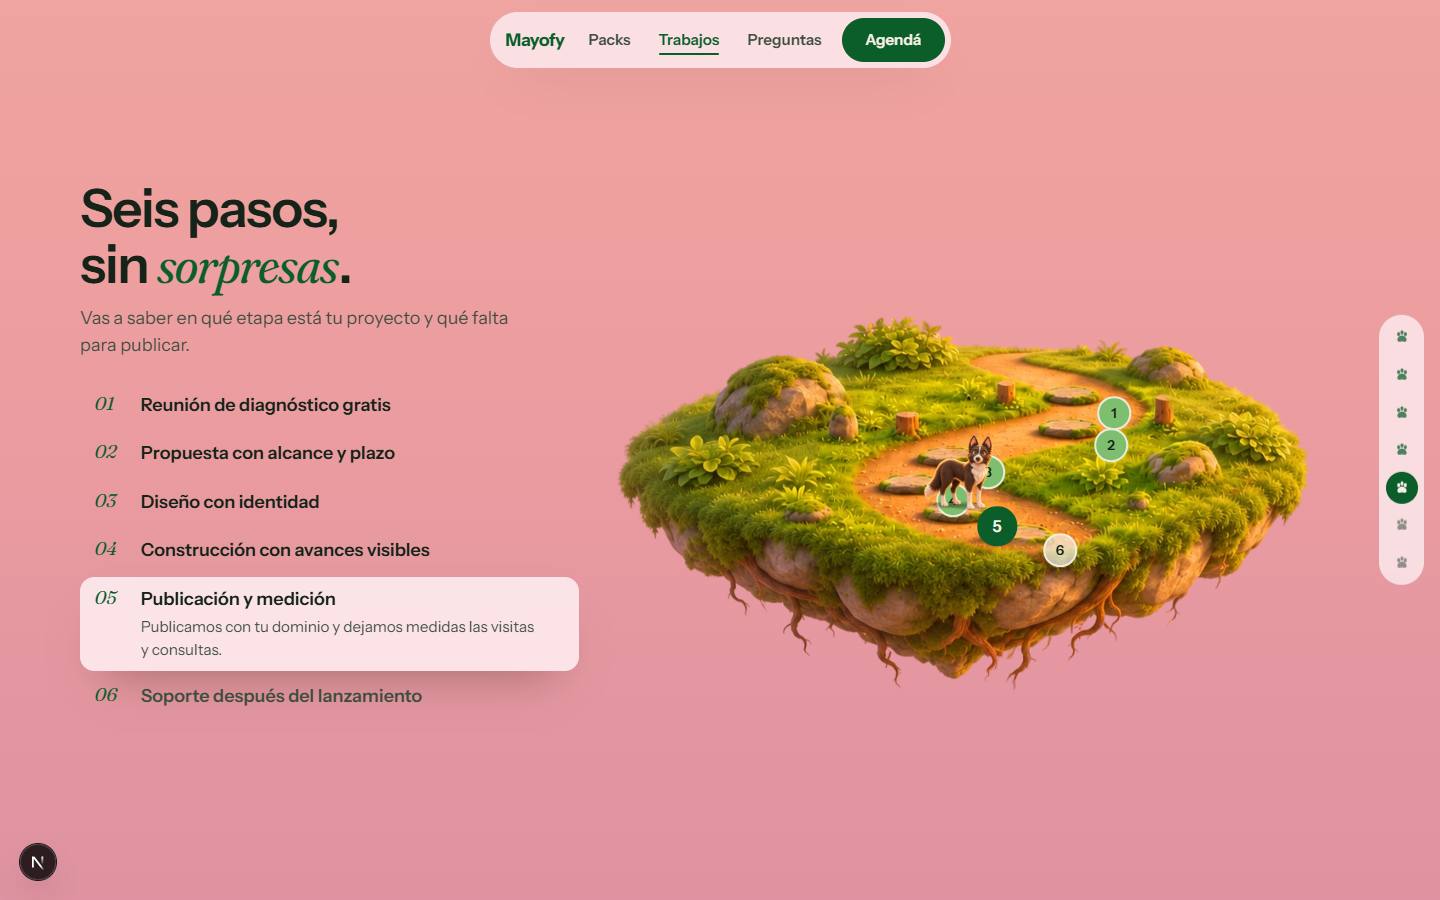 Mayofy Packs Trabajos Preguntas Agendá
Seis pasos,
sin sorpresas.
Vas a saber en qué etapa está tu proyecto y qué falta
para publicar.
01 Reunión de diagnóstico gratis
02 Propuesta con alcance y plazo
03 Diseño con identidad
04 Construcción con avances visibles
05 Publicación y medición
Publicamos con tu dominio y dejamos medidas las visitas
y consultas.
06 Soporte después del lanzamiento
1
2
3
5
6
N